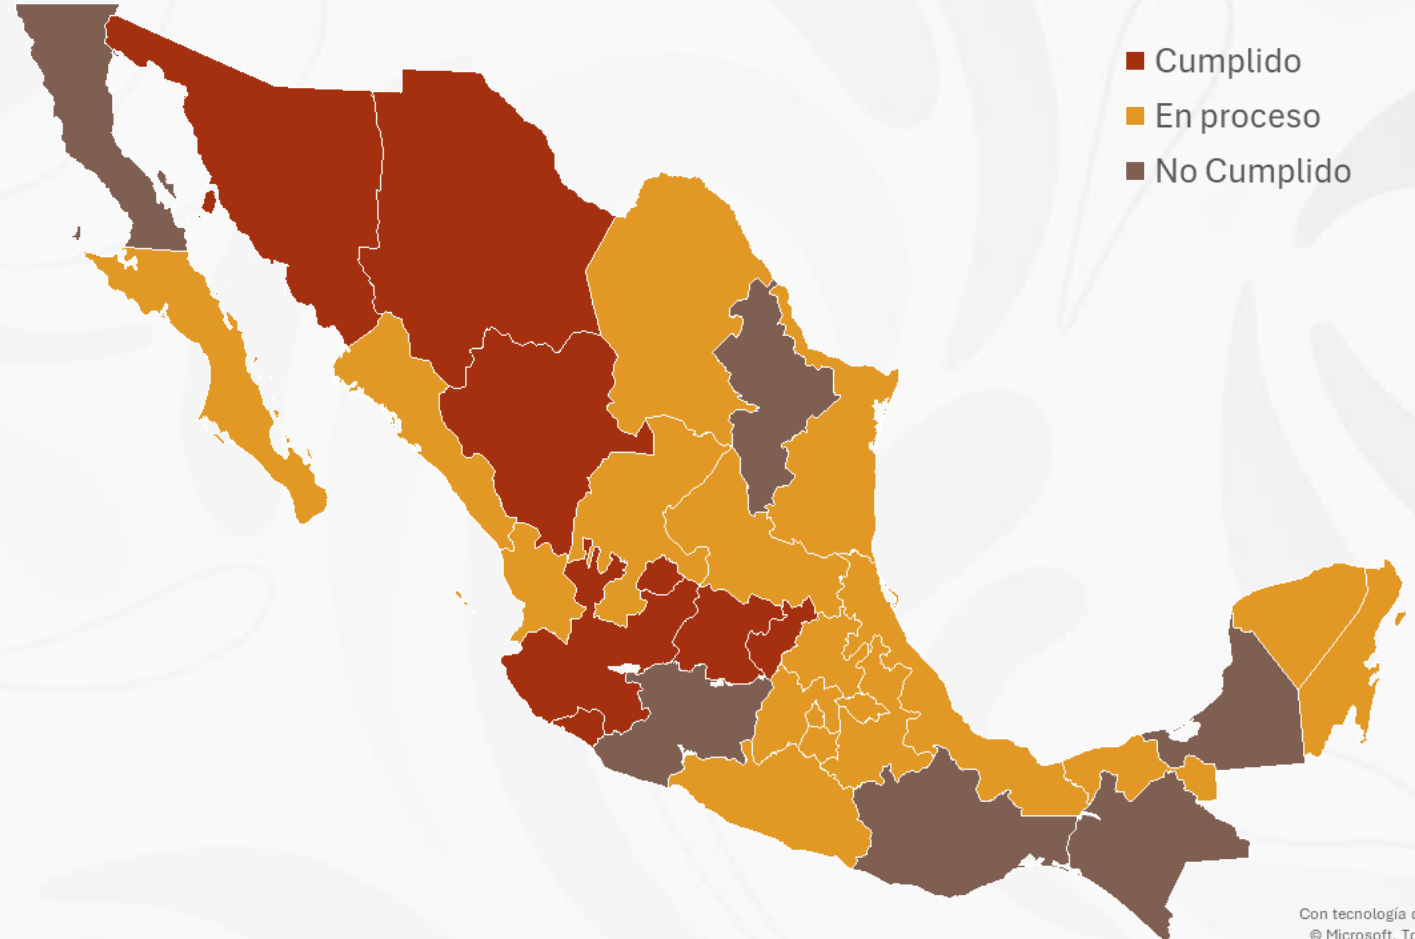 Cumplido
En proceso
No Cumplido
Con tecnología
© Microsoft,